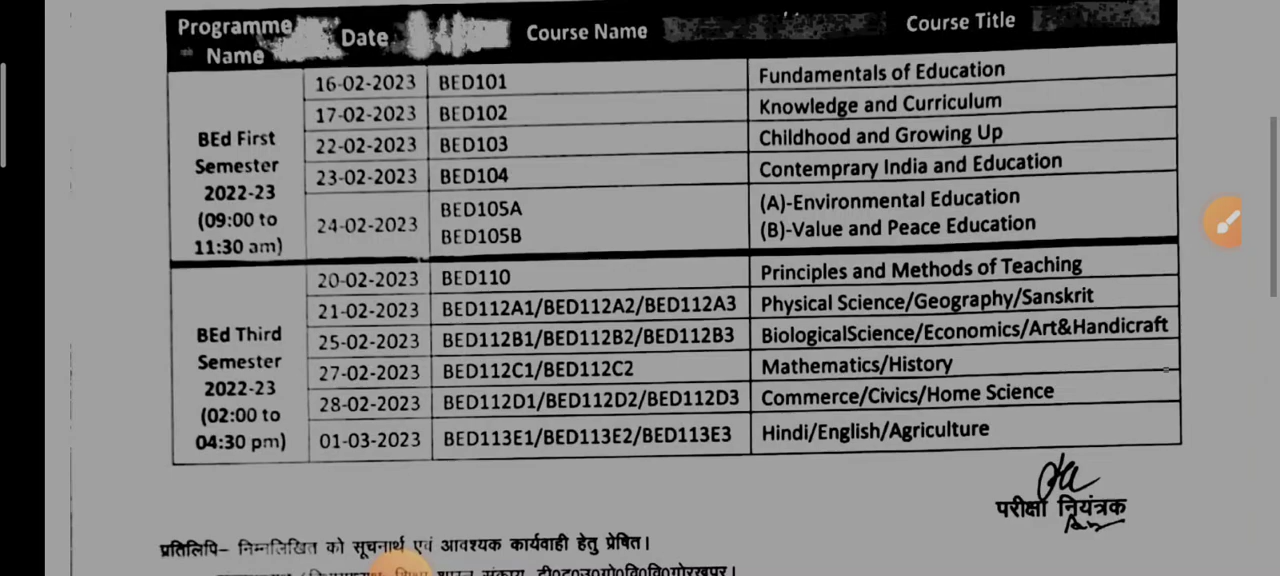 Programme Name Date Course Name Course Title
BEd First Semester 2022-23 (09:00 to 11:30 am)
16-02-2023 BED101 Fundamentals of Education
17-02-2023 BED102 Knowledge and Curriculum
22-02-2023 BED103 Childhood and Growing Up
23-02-2023 BED104 Contemprary India and Education
24-02-2023 BED105A (A)-Environmental Education
BED105B (B)-Value and Peace Education
BEd Third Semester 2022-23 (02:00 to 04:30 pm)
20-02-2023 BED110 Principles and Methods of Teaching
21-02-2023 BED112A1/BED112A2/BED112A3 Physical Science/Geography/Sanskrit
25-02-2023 BED112B1/BED112B2/BED112B3 BiologicalScience/Economics/Art&Handicraft
27-02-2023 BED112C1/BED112C2 Mathematics/History
28-02-2023 BED112D1/BED112D2/BED112D3 Commerce/Civics/Home Science
01-03-2023 BED113E1/BED113E2/BED113E3 Hindi/English/Agriculture
परीक्षा नियंत्रक
प्रतिलिपि– निम्नलिखित को सूचनार्थ एवं आवश्यक कार्यवाही हेतु प्रेषित।
संकाय, दी०द०उ०गो०वि०वि०गोरखपुर।